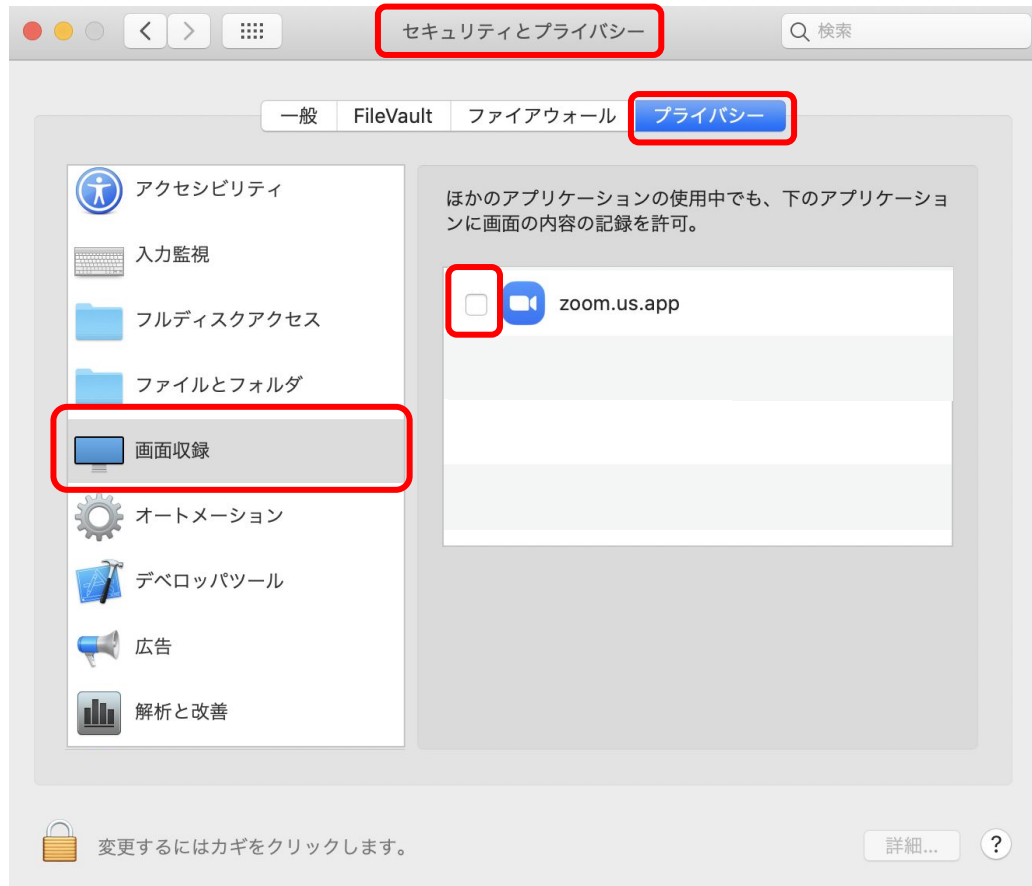 セキュリティとプライバシー
検索
一般
FileVault
ファイアウォール
プライバシー
アクセシビリティ
入力監視
フルディスクアクセス
ファイルとフォルダ
画面収録
オートメーション
デベロッパツール
広告
解析と改善
ほかのアプリケーションの使用中でも、下のアプリケーショ
ンに画面の内容の記録を許可。
zoom.us.app
変更するにはカギをクリックします。
詳細...
?